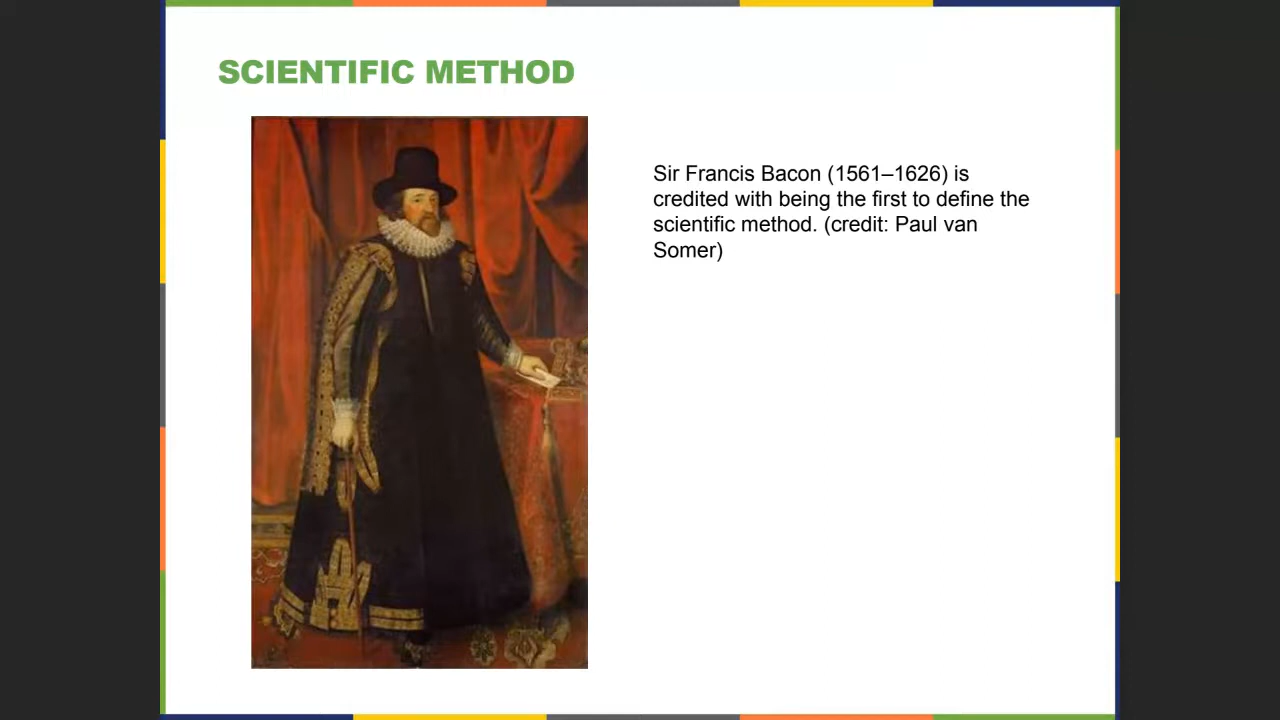 SCIENTIFIC METHOD
Sir Francis Bacon (1561–1626) is
credited with being the first to define the
scientific method. (credit: Paul van
Somer)